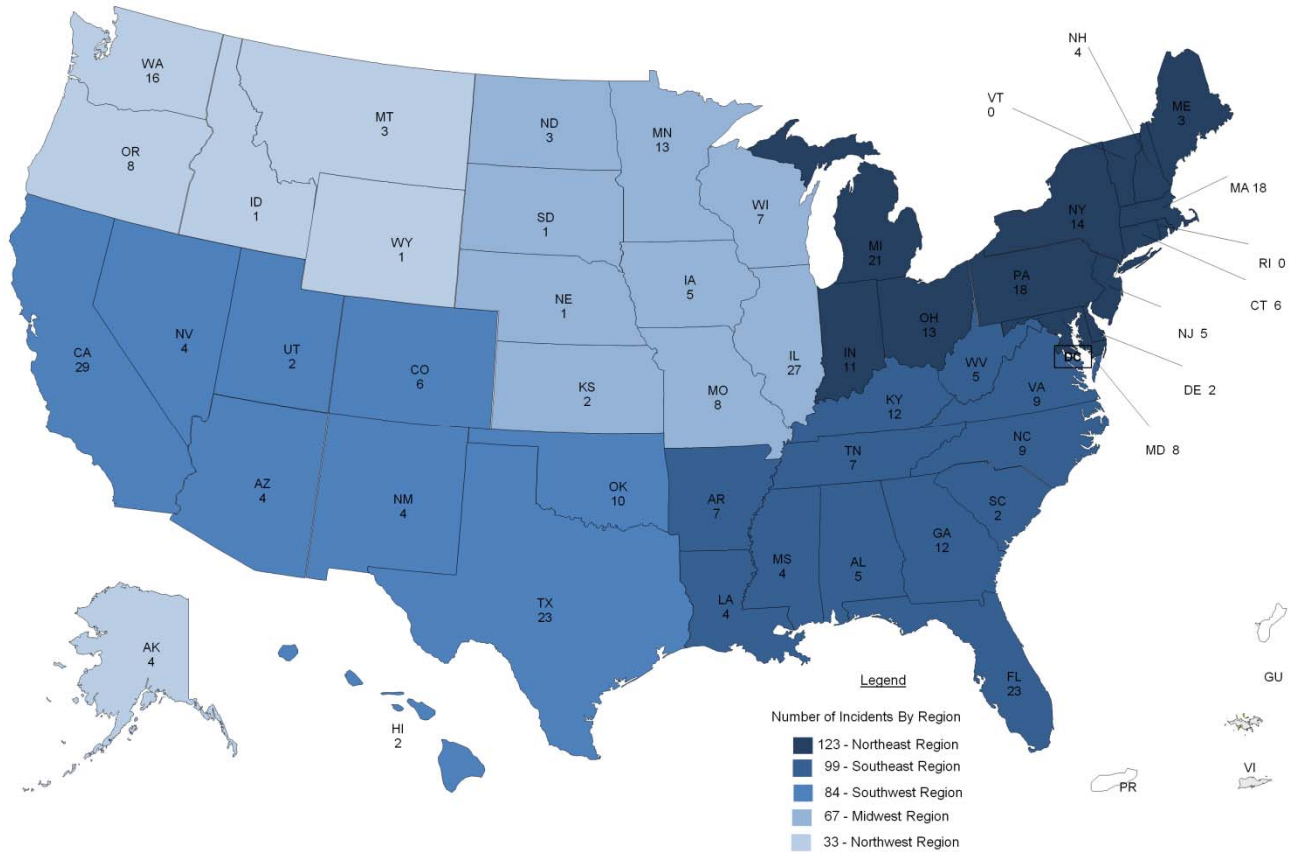 NH
4
WA
16
VT
0
MT
3
ND
3
MN
13
ME
3
OR
8
MA 18
ID
1
SD
1
WI
7
NY
14
MI
21
WY
1
RI 0
PA
18
IA
5
NE
1
CT 6
OH
13
NJ 5
NV
4
CA
29
UT
2
CO
6
IL
27
IN
11
DC
WV
5
KS
2
MO
8
VA
9
DE 2
KY
12
NC
9
MD 8
TN
7
AZ
4
NM
4
OK
10
AR
7
SC
2
GA
12
MS
4
AL
5
TX
23
LA
4
AK
4
FL
23
GU
HI
2
Legend
Number of Incidents By Region
123 - Northeast Region
99 - Southeast Region
84 - Southwest Region
67 - Midwest Region
33 - Northwest Region
VI
PR